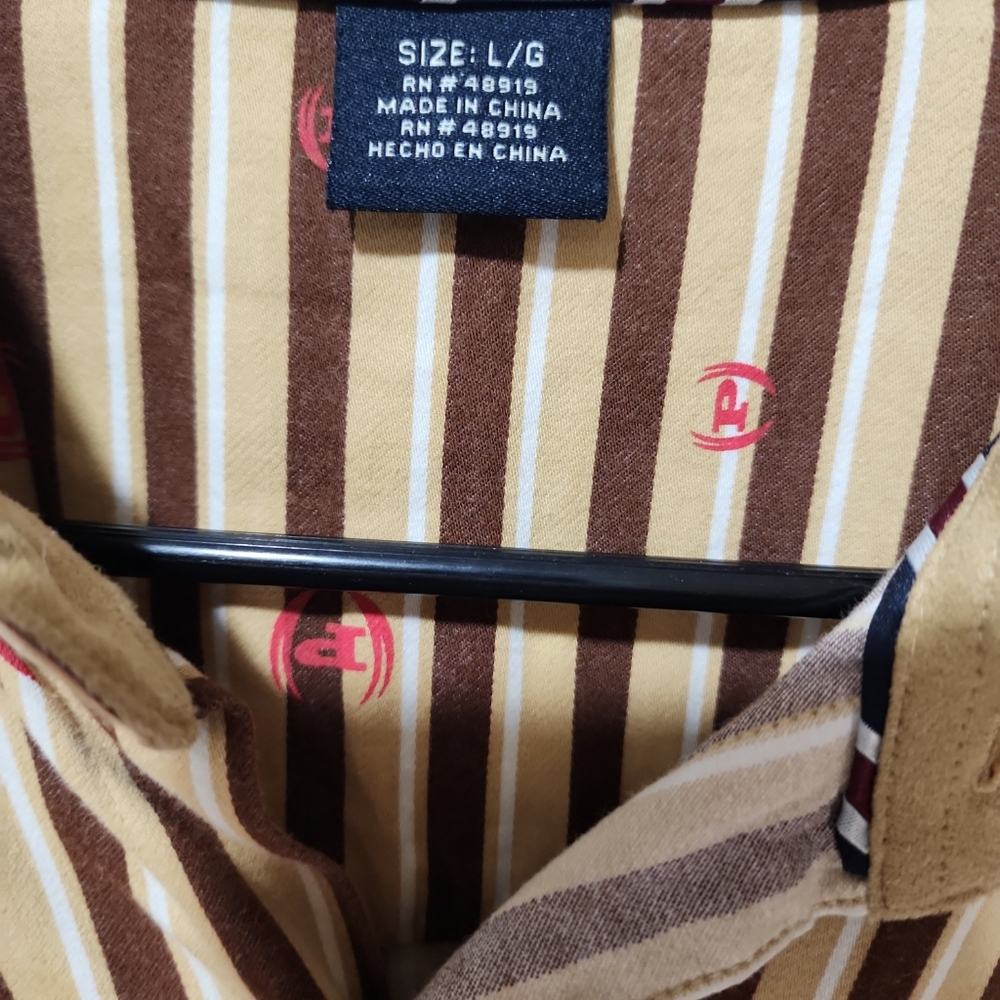 SIZE: L/G
RN # 48919
MADE IN CHINA
RN # 48919
HECHO EN CHINA
P
P